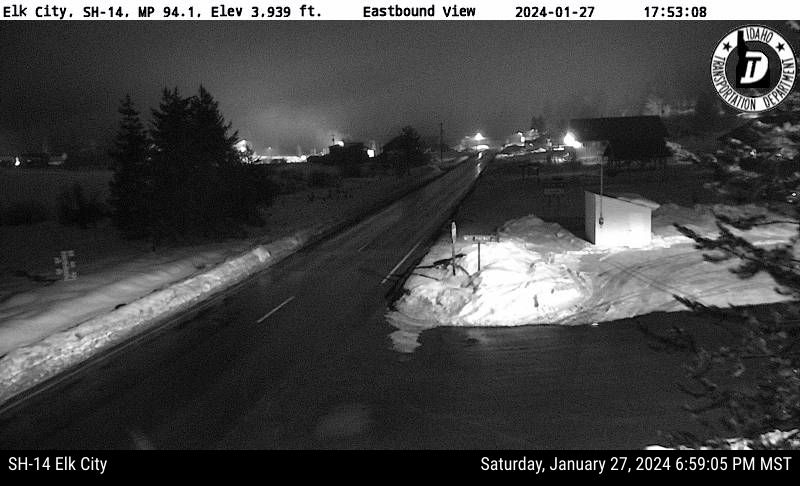 Elk City, SH-14, MP 94.1, Elev 3,939 ft. Eastbound View 2024-01-27 17:53:08
IDAHO
TRANSPORTATION DEPARTMENT
SH-14 Elk City Saturday, January 27, 2024 6:59:05 PM MST